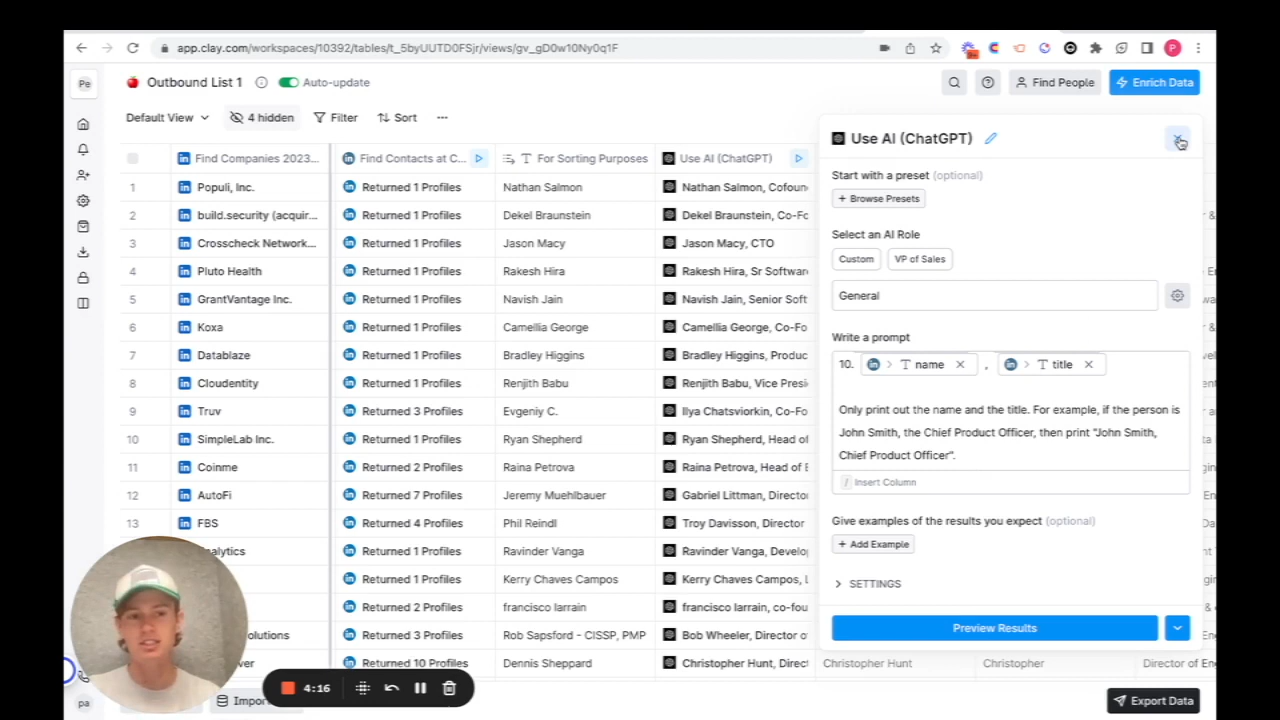 app.clay.com/workspaces/10392/tables/t_5byUUTD0FSjr/views/gv_gD0w10Ny0q1F
Pe
Outbound List 1
Auto-update
Find People
Enrich Data
Default View
4 hidden
Filter
Sort
Find Companies 2023...
Find Contacts at C...
For Sorting Purposes
Use AI (ChatGPT)
1 Populi, Inc. Returned 1 Profiles Nathan Salmon Nathan Salmon, Cofoun
2 build.security (acquir... Returned 1 Profiles Dekel Braunstein Dekel Braunstein, Co-Fo
3 Crosscheck Network... Returned 1 Profiles Jason Macy Jason Macy, CTO
4 Pluto Health Returned 1 Profiles Rakesh Hira Rakesh Hira, Sr Software
5 GrantVantage Inc. Returned 1 Profiles Navish Jain Navish Jain, Senior Soft
6 Koxa Returned 1 Profiles Camellia George Camellia George, Co-Fo
7 Datablaze Returned 1 Profiles Bradley Higgins Bradley Higgins, Produc
8 Cloudentity Returned 1 Profiles Renjith Babu Renjith Babu, Vice Presi
9 Truv Returned 3 Profiles Evgeniy C. Ilya Chatsviorkin, Co-Fo
10 SimpleLab Inc. Returned 1 Profiles Ryan Shepherd Ryan Shepherd, Head of
11 Coinme Returned 2 Profiles Raina Petrova Raina Petrova, Head of E
12 AutoFi Returned 7 Profiles Jeremy Muehlbauer Gabriel Littman, Director
13 FBS Returned 4 Profiles Phil Reindl Troy Davisson, Director
Analytics Returned 1 Profiles Ravinder Vanga Ravinder Vanga, Develo
Returned 1 Profiles Kerry Chaves Campos Kerry Chaves Campos, L
Returned 2 Profiles francisco larrain francisco larrain, co-fou
olutions Returned 3 Profiles Rob Sapsford - CISSP, PMP Bob Wheeler, Director o
ver Returned 10 Profiles Dennis Sheppard Christopher Hunt, Direct Christopher Hunt Christopher Director of En
Use AI (ChatGPT)
Start with a preset (optional)
+ Browse Presets
Select an AI Role
Custom
VP of Sales
General
Write a prompt
10. > T name × , > T title ×
Only print out the name and the title. For example, if the person is
John Smith, the Chief Product Officer, then print "John Smith,
Chief Product Officer".
/ Insert Column
Give examples of the results you expect (optional)
+ Add Example
> SETTINGS
Preview Results
4:16
pa
Impor
Export Data